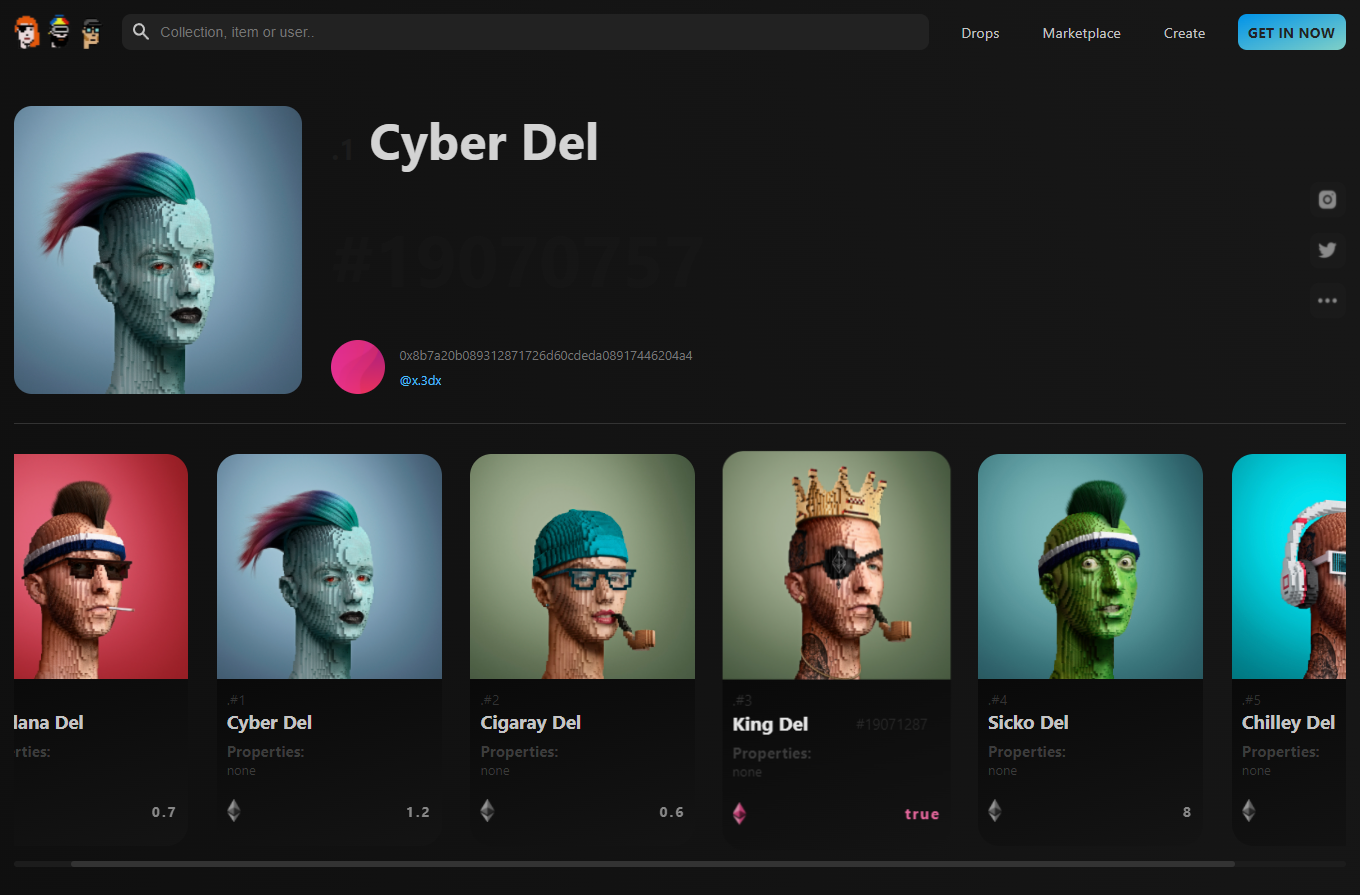 Collection, item or user..
Drops
Marketplace
Create
GET IN NOW
.1 Cyber Del
#19070757
0x8b7a20b089312871726d60cdeda08917446204a4
@x.3dx
lana Del
rties:
0.7
.#1
Cyber Del
Properties:
none
1.2
.#2
Cigaray Del
Properties:
none
0.6
.#3
King Del #19071287
Properties:
none
true
.#4
Sicko Del
Properties:
none
8
.#5
Chilley Del
Properties:
none